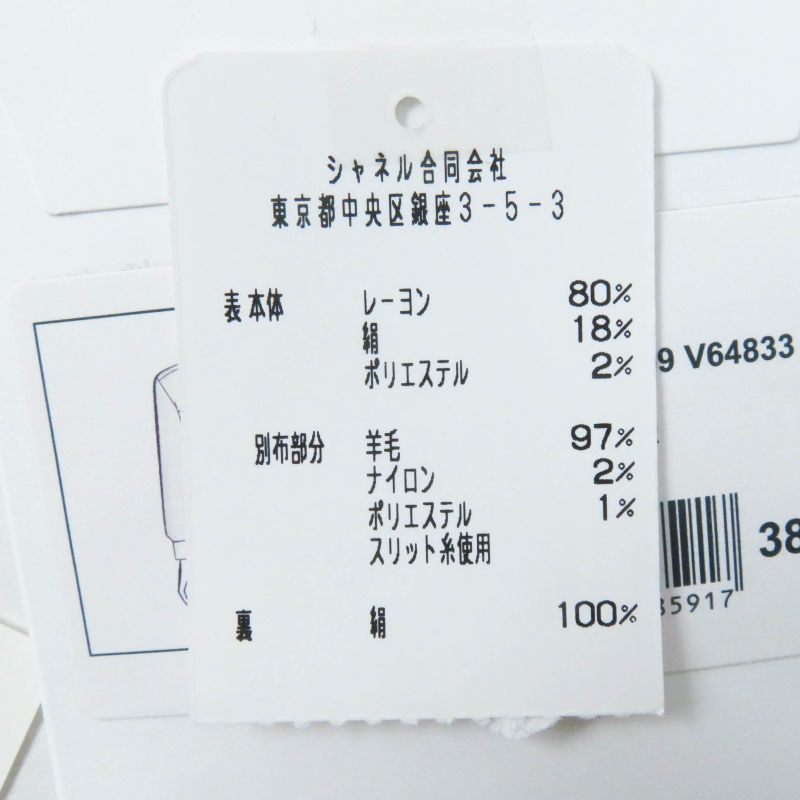 シャネル合同会社
東京都中央区銀座3-5-3
表本体 レーヨン 80%
絹 18%
ポリエステル 2%
別布部分 羊毛 97%
ナイロン 2%
ポリエステル 1%
スリット糸使用
裏 絹 100%
9 V64833
38
5917